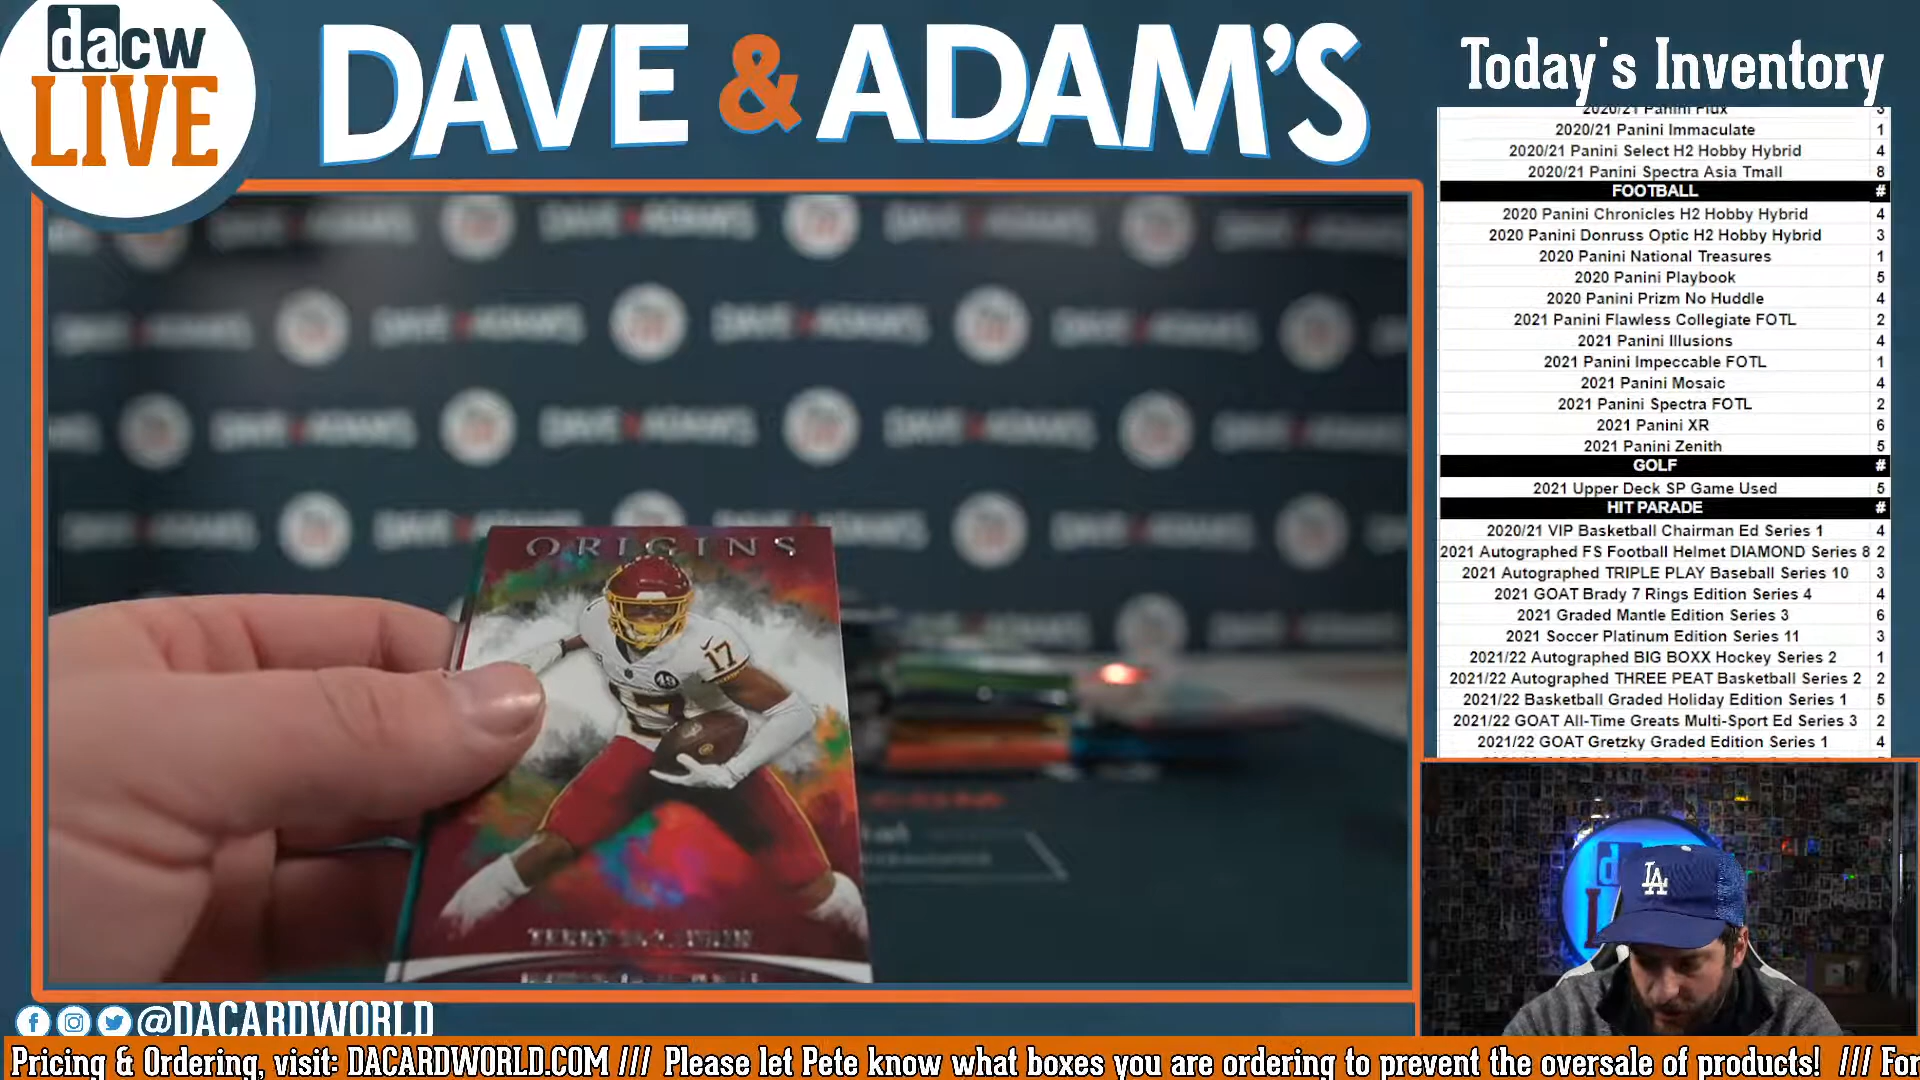 dacw
LIVE
DAVE & ADAM'S
Today's Inventory
2020/21 Panini Flux 3
2020/21 Panini Immaculate 1
2020/21 Panini Select H2 Hobby Hybrid 4
2020/21 Panini Spectra Asia Tmall 8
FOOTBALL #
2020 Panini Chronicles H2 Hobby Hybrid 4
2020 Panini Donruss Optic H2 Hobby Hybrid 3
2020 Panini National Treasures 1
2020 Panini Playbook 5
2020 Panini Prizm No Huddle 4
2021 Panini Flawless Collegiate FOTL 2
2021 Panini Illusions 4
2021 Panini Impeccable FOTL 1
2021 Panini Mosaic 4
2021 Panini Spectra FOTL 2
2021 Panini XR 6
2021 Panini Zenith 5
GOLF #
2021 Upper Deck SP Game Used 5
HIT PARADE #
2020/21 VIP Basketball Chairman Ed Series 1 4
2021 Autographed FS Football Helmet DIAMOND Series 8 2
2021 Autographed TRIPLE PLAY Baseball Series 10 3
2021 GOAT Brady 7 Rings Edition Series 4 4
2021 Graded Mantle Edition Series 3 6
2021 Soccer Platinum Edition Series 11 3
2021/22 Autographed BIG BOXX Hockey Series 2 1
2021/22 Autographed THREE PEAT Basketball Series 2 2
2021/22 Basketball Graded Holiday Edition Series 1 5
2021/22 GOAT All-Time Greats Multi-Sport Ed Series 3 2
2021/22 GOAT Gretzky Graded Edition Series 1 4
ORIGINS
17
49
17
TERRY McLAURIN
LA
@DACARDWORLD
Pricing & Ordering, visit: DACARDWORLD.COM /// Please let Pete know what boxes you are ordering to prevent the oversale of products! /// For